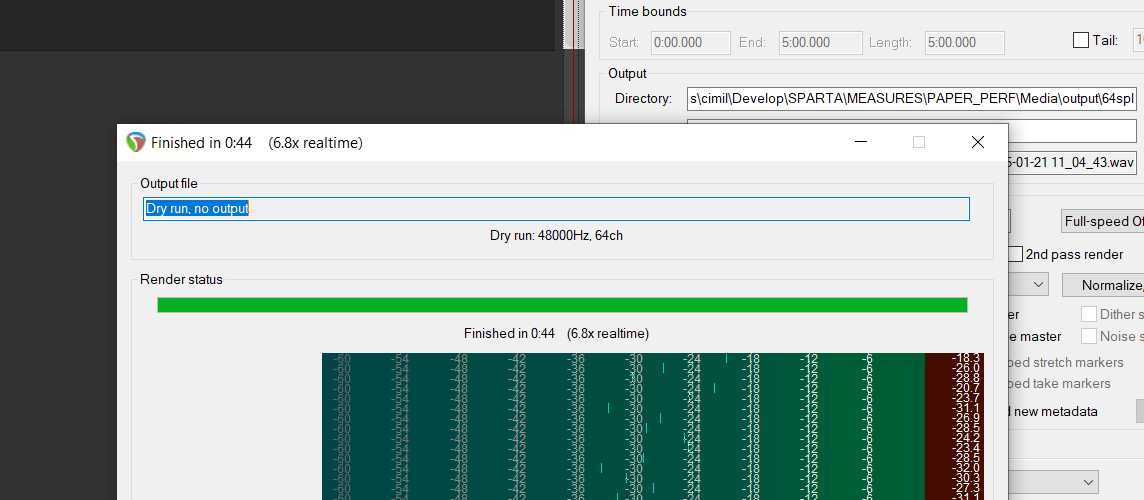 Time bounds
Start: 0:00.000 End: 5:00.000 Length: 5:00.000 Tail:
Output
Directory: s\cimil\Develop\SPARTA\MEASURES\PAPER_PERF\Media\output\64spl
Finished in 0:44 (6.8x realtime)
5-01-21 11_04_43.wav
Output file
Dry run, no output
Dry run: 48000Hz, 64ch
Full-speed Of
2nd pass render
Render status
Normalize,
Finished in 0:44 (6.8x realtime)
er Dither s
e master Noise s
-60 -54 -48 -42 -36 -30 -24 -18 -12 -6 -18.3
-60 -54 -48 -42 -36 -30 -24 -18 -12 -6 -26.0
-60 -54 -48 -42 -36 -30 -24 -18 -12 -6 -28.8
-60 -54 -48 -42 -36 -30 -24 -18 -12 -6 -20.7
-60 -54 -48 -42 -36 -30 -24 -18 -12 -6 -23.7
-60 -54 -48 -42 -36 -30 -24 -18 -12 -6 -31.1
-60 -54 -48 -42 -36 -30 -24 -18 -12 -6 -26.9
-60 -54 -48 -42 -36 -30 -24 -18 -12 -6 -28.5
-60 -54 -48 -42 -36 -30 -24 -18 -12 -6 -24.2
-60 -54 -48 -42 -36 -30 -24 -18 -12 -6 -23.4
-60 -54 -48 -42 -36 -30 -24 -18 -12 -6 -28.5
-60 -54 -48 -42 -36 -30 -24 -18 -12 -6 -32.0
-60 -54 -48 -42 -36 -30 -24 -18 -12 -6 -30.3
-60 -54 -48 -42 -36 -30 -24 -18 -12 -6 -27.3
-60 -54 -48 -42 -36 -30 -24 -18 -12 -6 -31.1
ped stretch markers
ped take markers
d new metadata